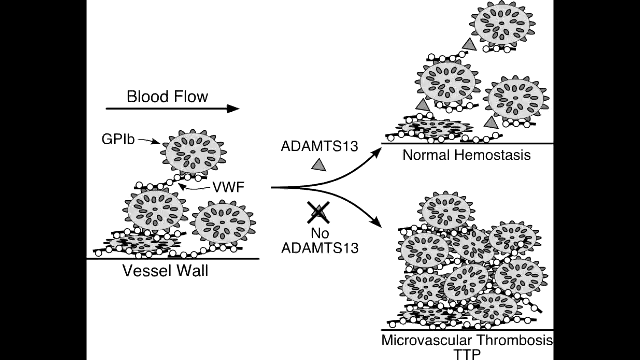 Blood Flow
GPIb
VWF
Vessel Wall
ADAMTS13
No
ADAMTS13
Normal Hemostasis
Microvascular Thrombosis
TTP